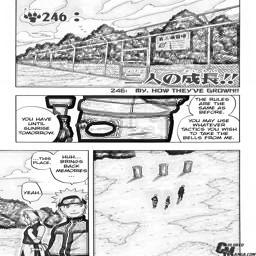 246
二人の成長!!
246: MY, HOW THEY'VE GROWN!!
THE RULES
ARE THE
SAME AS
BEFORE.
YOU MAY USE
WHATEVER
TACTICS YOU WISH
TO TAKE THE
BELLS FROM ME.
YOU HAVE
UNTIL
SUNRISE
TOMORROW.
...THIS
PLACE.
HUH...
BRINGS
BACK
MEMORIES...
YEAH.